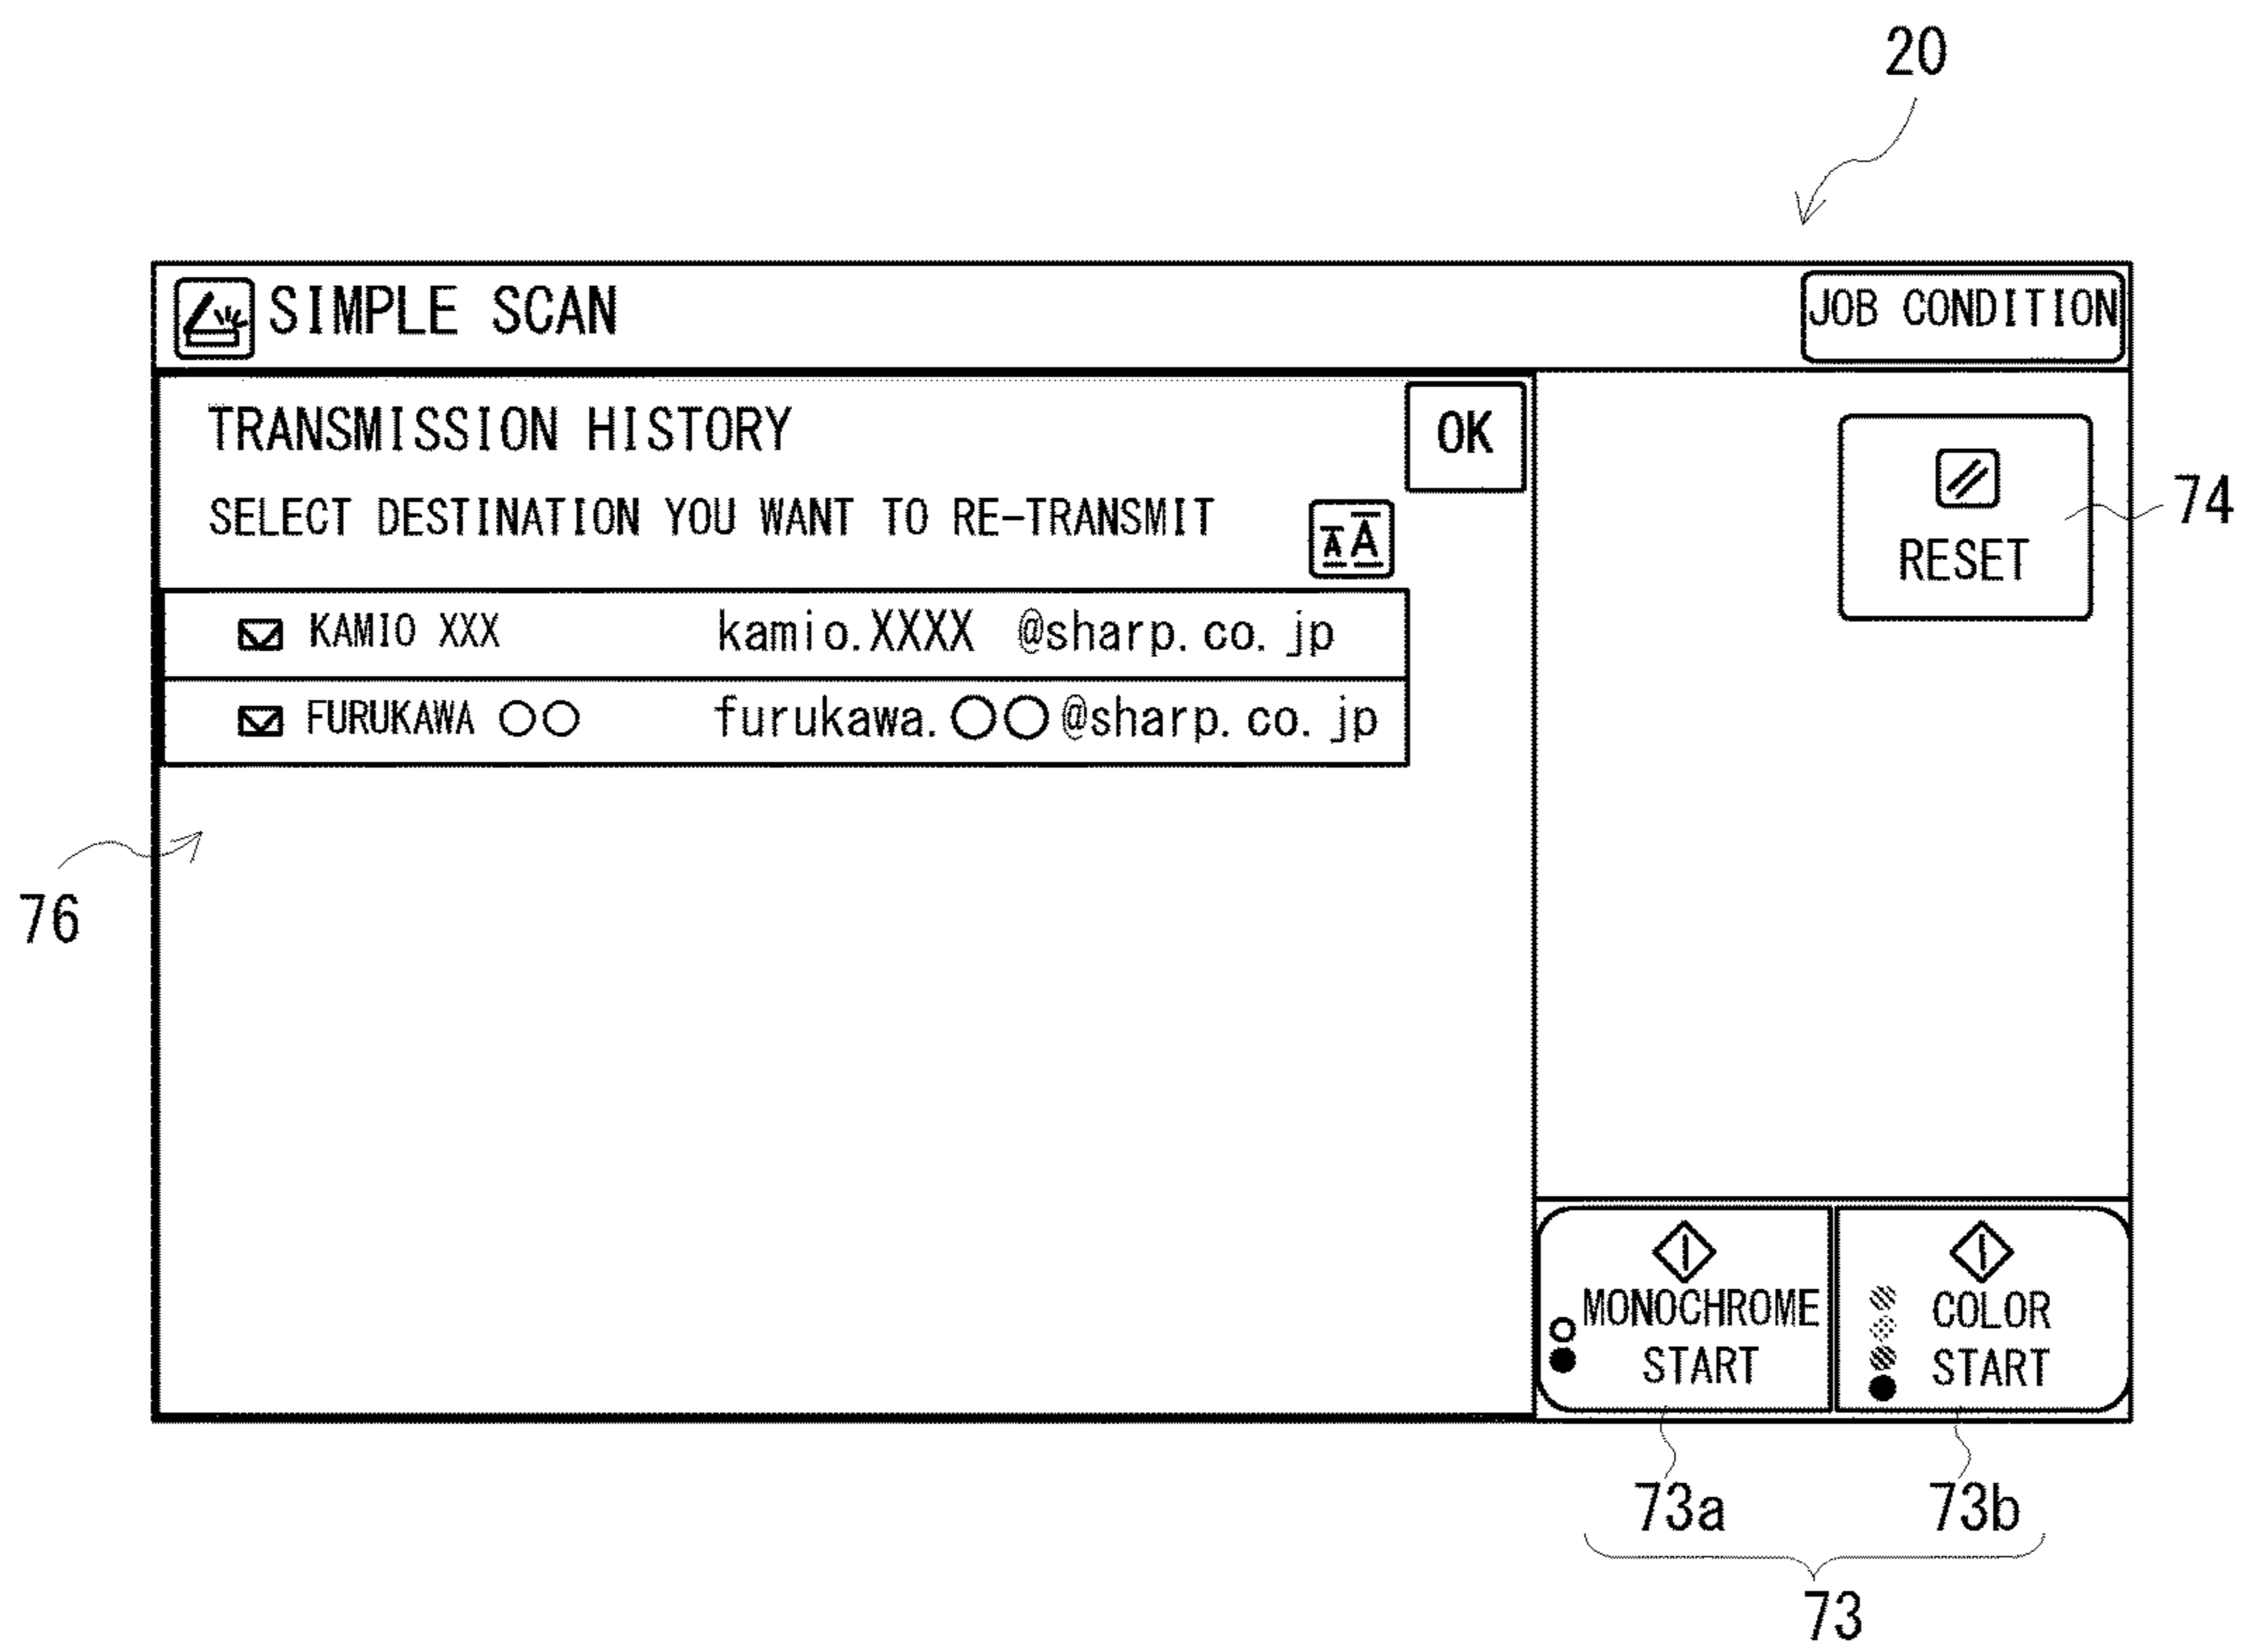 20
SIMPLE SCAN
JOB CONDITION
TRANSMISSION HISTORY
OK
SELECT DESTINATION YOU WANT TO RE-TRANSMIT
AA
RESET
74
KAMIO XXX kamio.XXXX @sharp.co.jp
FURUKAWA ○○ furukawa.○○@sharp.co.jp
76
MONOCHROME
START
COLOR
START
73a
73b
73